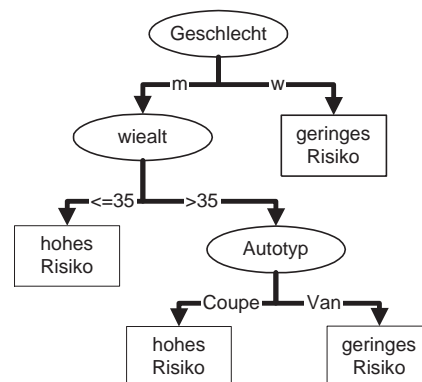 Geschlecht
m w
wiealt
geringes
Risiko
<=35 >35
hohes
Risiko
Autotyp
Coupe Van
hohes
Risiko
geringes
Risiko